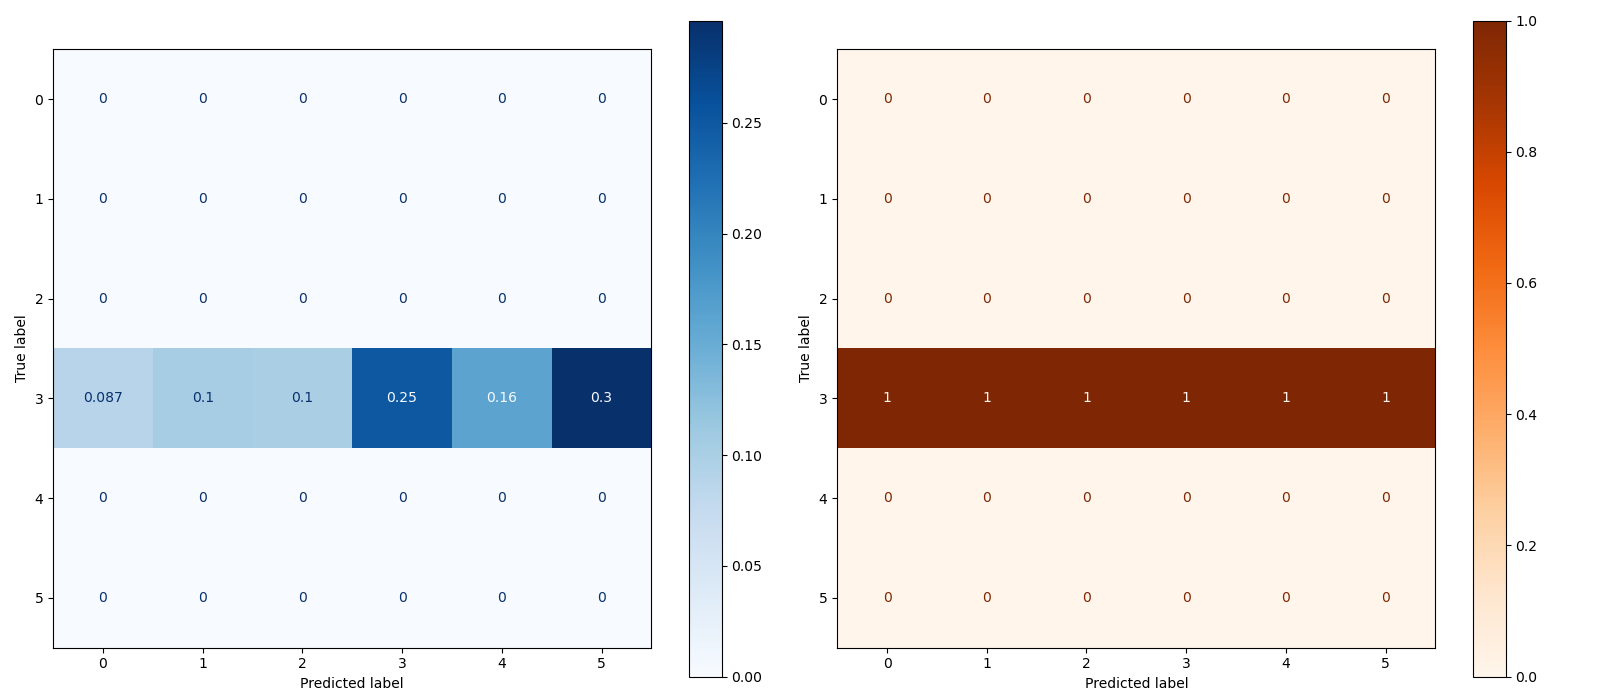 0 0 0 0 0 0 0
1 0 0 0 0 0 0
2 0 0 0 0 0 0
True label
3 0.087 0.1 0.1 0.25 0.16 0.3
4 0 0 0 0 0 0
5 0 0 0 0 0 0
0 1 2 3 4 5
Predicted label
0.25
0.20
0.15
0.10
0.05
0.00
0 0 0 0 0 0 0
1 0 0 0 0 0 0
2 0 0 0 0 0 0
True label
3 1 1 1 1 1 1
4 0 0 0 0 0 0
5 0 0 0 0 0 0
0 1 2 3 4 5
Predicted label
1.0
0.8
0.6
0.4
0.2
0.0